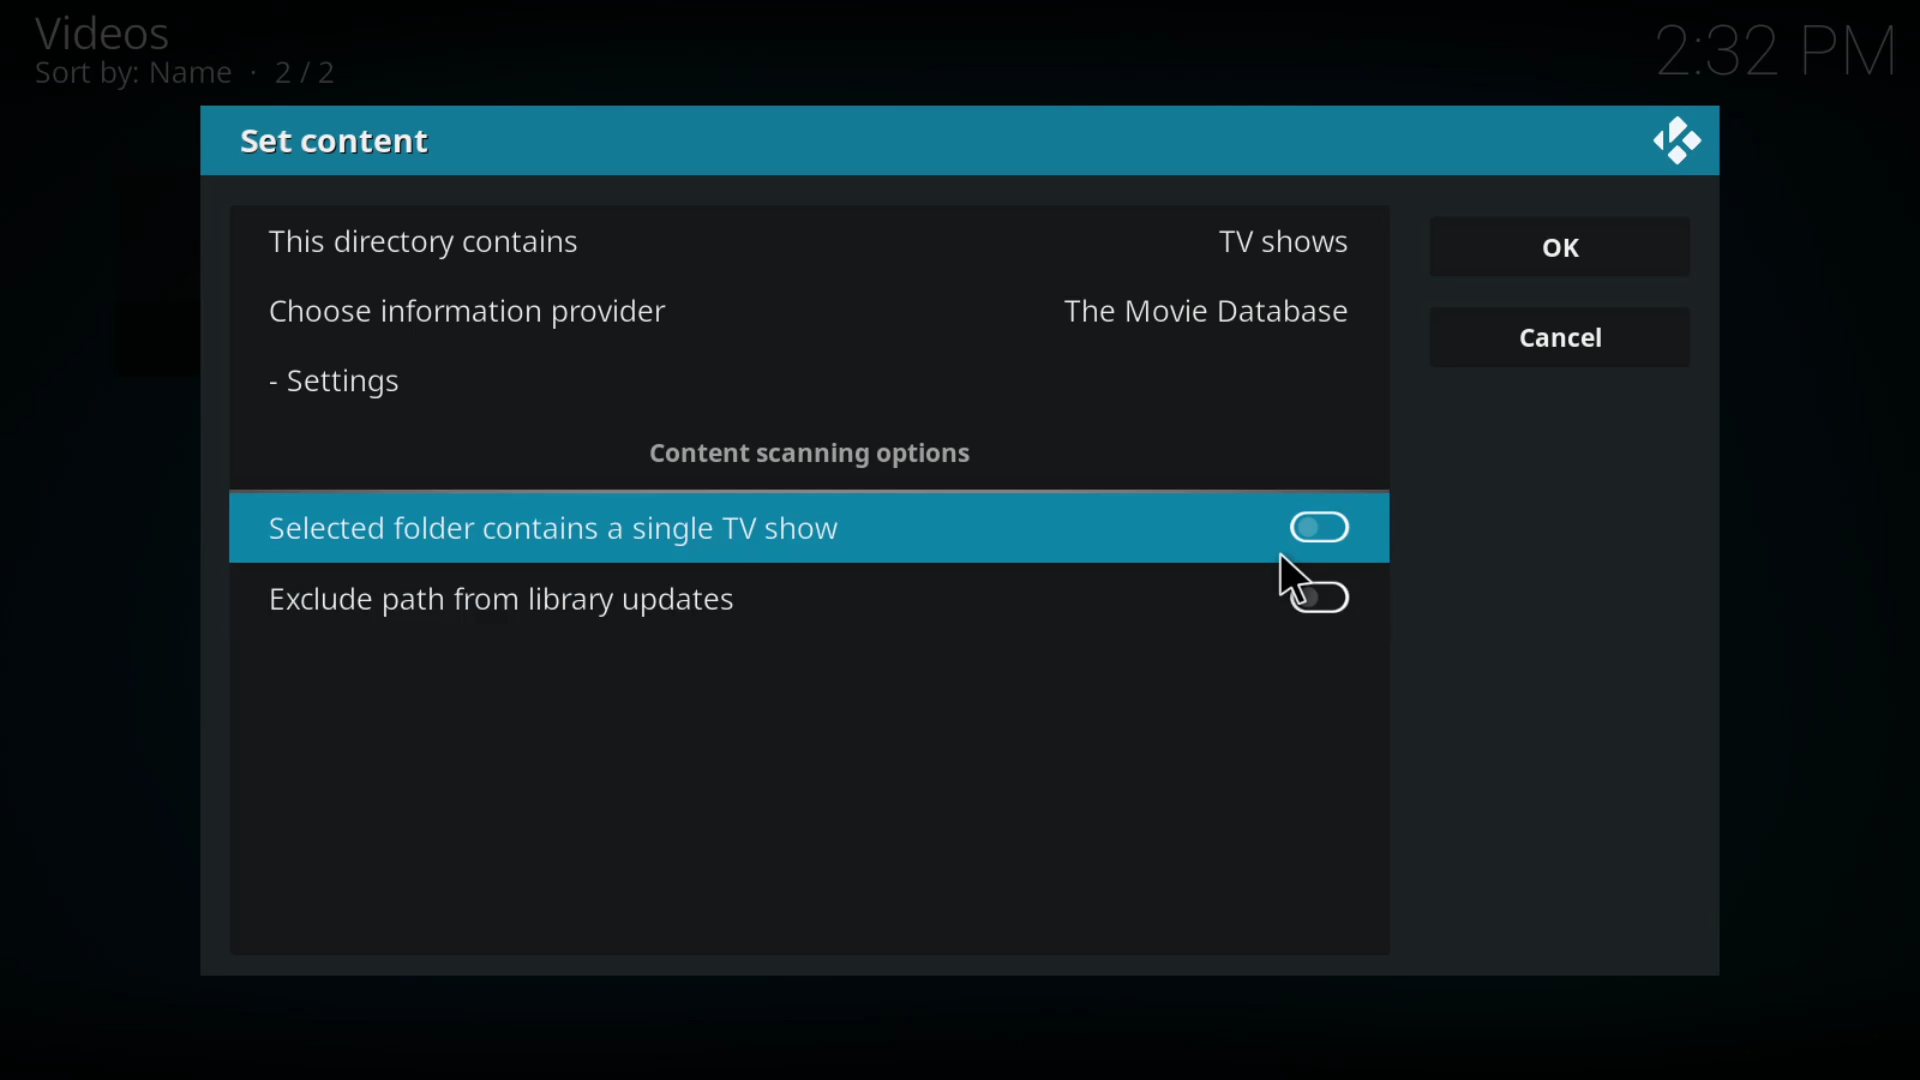 Videos
Sort by: Name · 2 / 2
2:32 PM
Set content
This directory contains TV shows
Choose information provider The Movie Database
- Settings
Content scanning options
Selected folder contains a single TV show
Exclude path from library updates
OK
Cancel